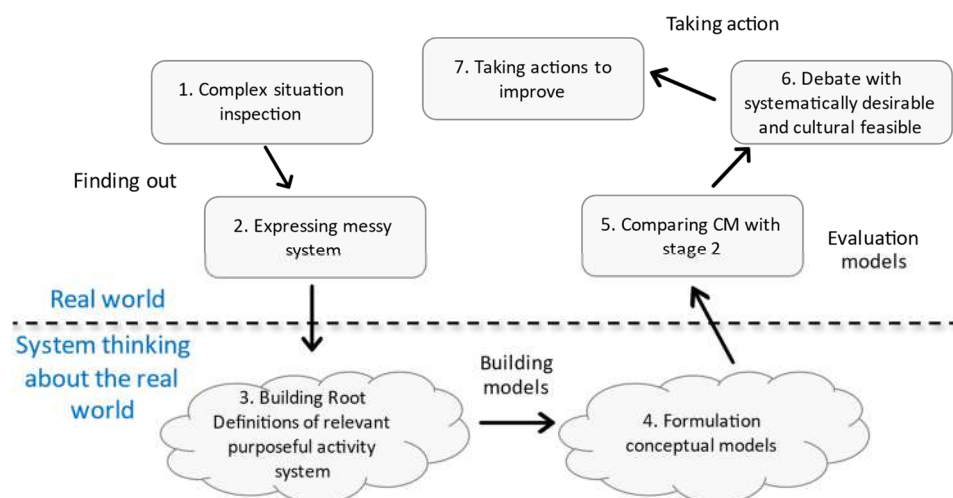 Taking action
7. Taking actions to
improve
6. Debate with
systematically desirable
and cultural feasible
1. Complex situation
inspection
Finding out
2. Expressing messy
system
5. Comparing CM with
stage 2
Evaluation
models
Real world
System thinking
about the real
world
Building
models
3. Building Root
Definitions of relevant
purposeful activity
system
4. Formulation
conceptual models